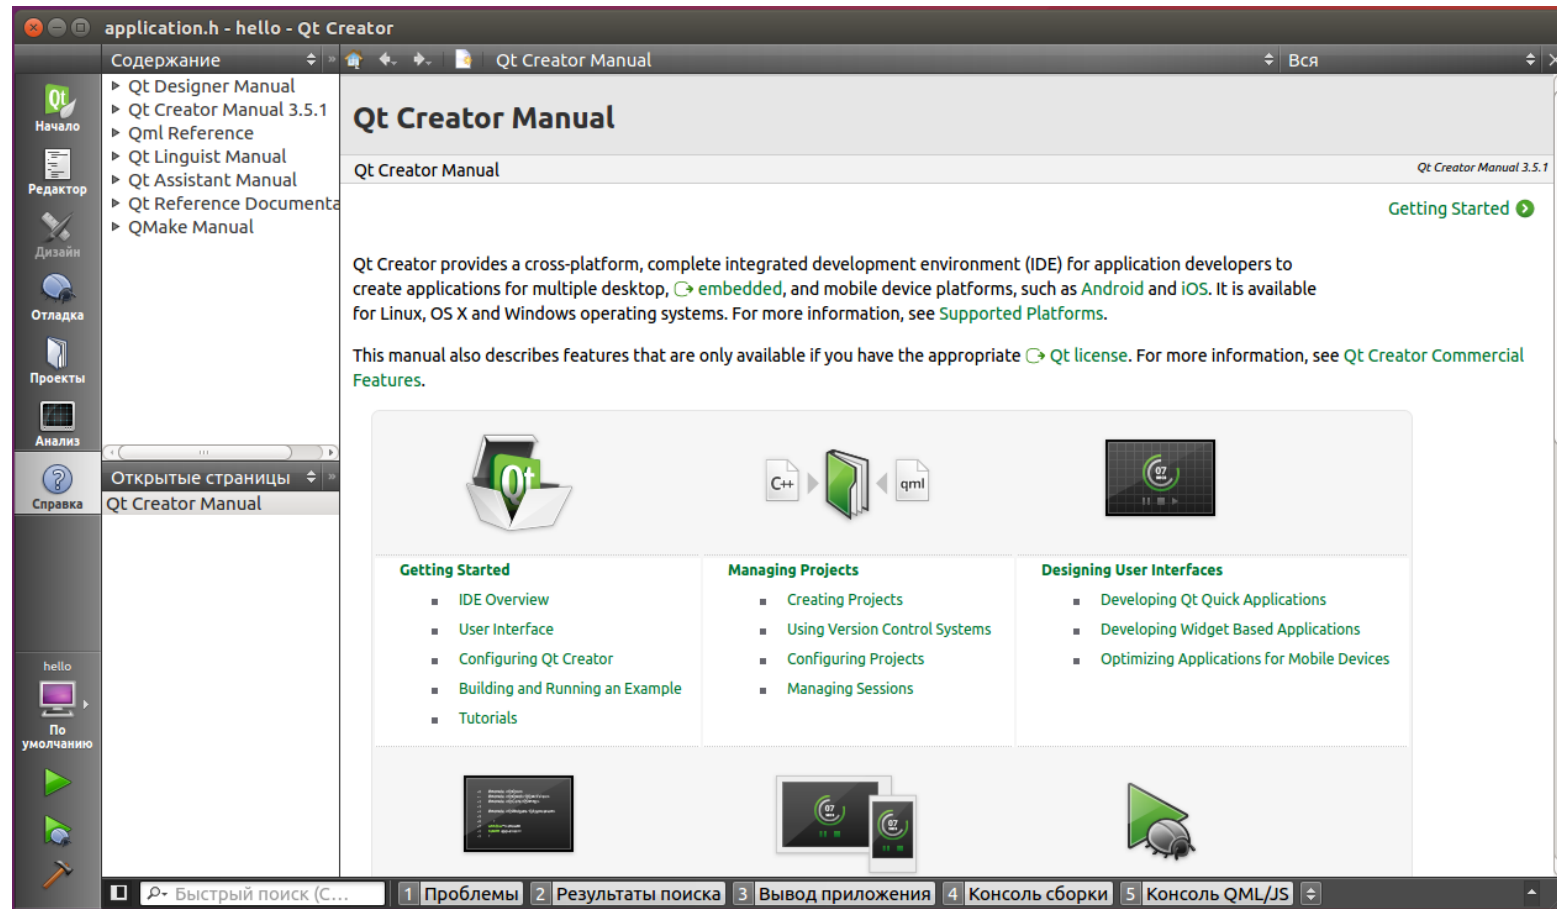 application.h - hello - Qt Creator
Содержание
Qt Creator Manual
Вся
Начало
Редактор
Дизайн
Отладка
Проекты
Анализ
Справка
Qt Designer Manual
Qt Creator Manual 3.5.1
Qml Reference
Qt Linguist Manual
Qt Assistant Manual
Qt Reference Documenta
QMake Manual
Открытые страницы
Qt Creator Manual
hello
По
умолчанию
Qt Creator Manual
Qt Creator Manual
Qt Creator Manual 3.5.1
Getting Started
Qt Creator provides a cross-platform, complete integrated development environment (IDE) for application developers to
create applications for multiple desktop, embedded, and mobile device platforms, such as Android and iOS. It is available
for Linux, OS X and Windows operating systems. For more information, see Supported Platforms.
This manual also describes features that are only available if you have the appropriate Qt license. For more information, see Qt Creator Commercial
Features.
Qt
C++
qml
07
Getting Started
IDE Overview
User Interface
Configuring Qt Creator
Building and Running an Example
Tutorials
Managing Projects
Creating Projects
Using Version Control Systems
Configuring Projects
Managing Sessions
Designing User Interfaces
Developing Qt Quick Applications
Developing Widget Based Applications
Optimizing Applications for Mobile Devices
07
07
Быстрый поиск (С...
1 Проблемы 2 Результаты поиска 3 Вывод приложения 4 Консоль сборки 5 Консоль QML/JS